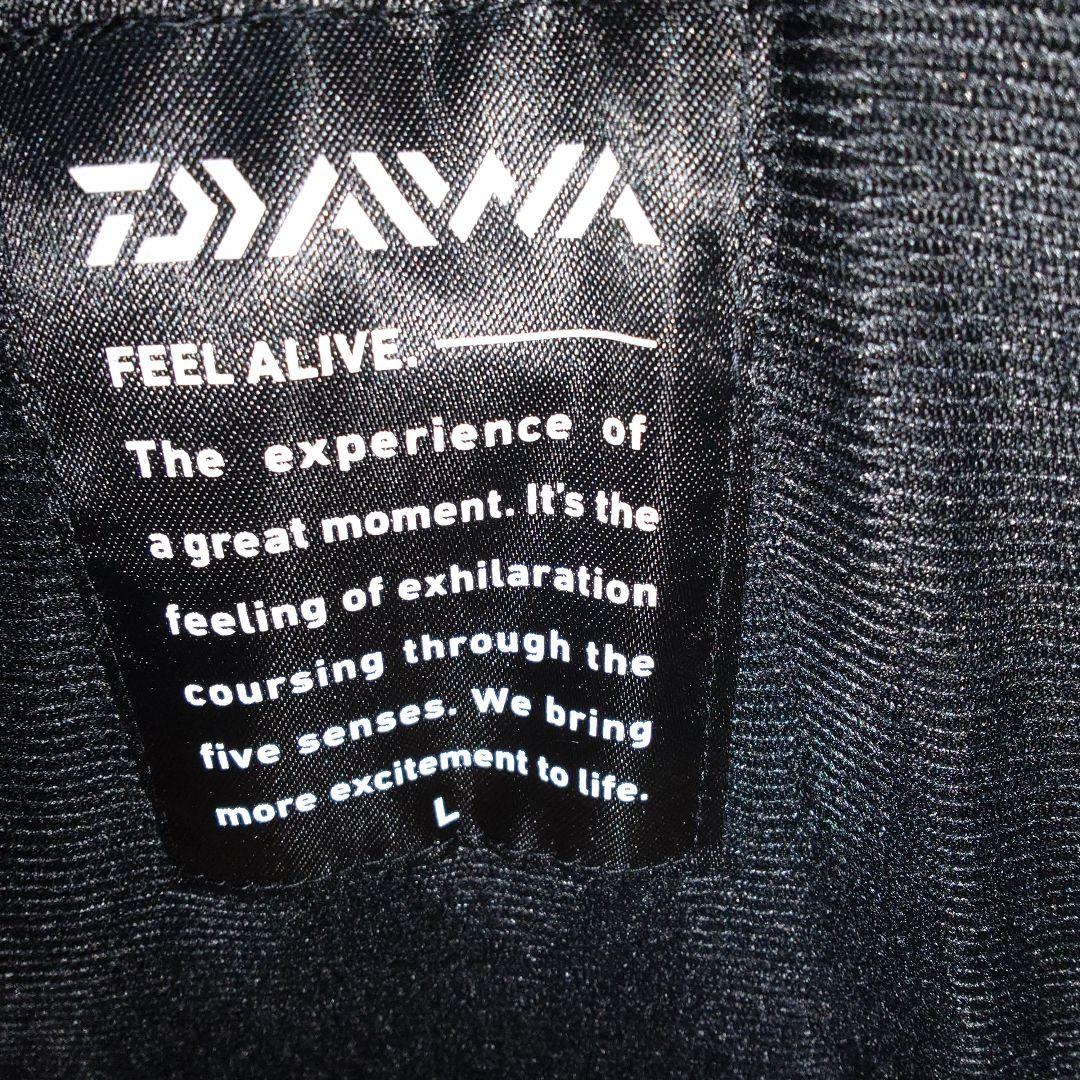 DAIWA
FEEL ALIVE.
The experience of
a great moment. It's the
feeling of exhilaration
coursing through the
five senses. We bring
more excitement to life.
L